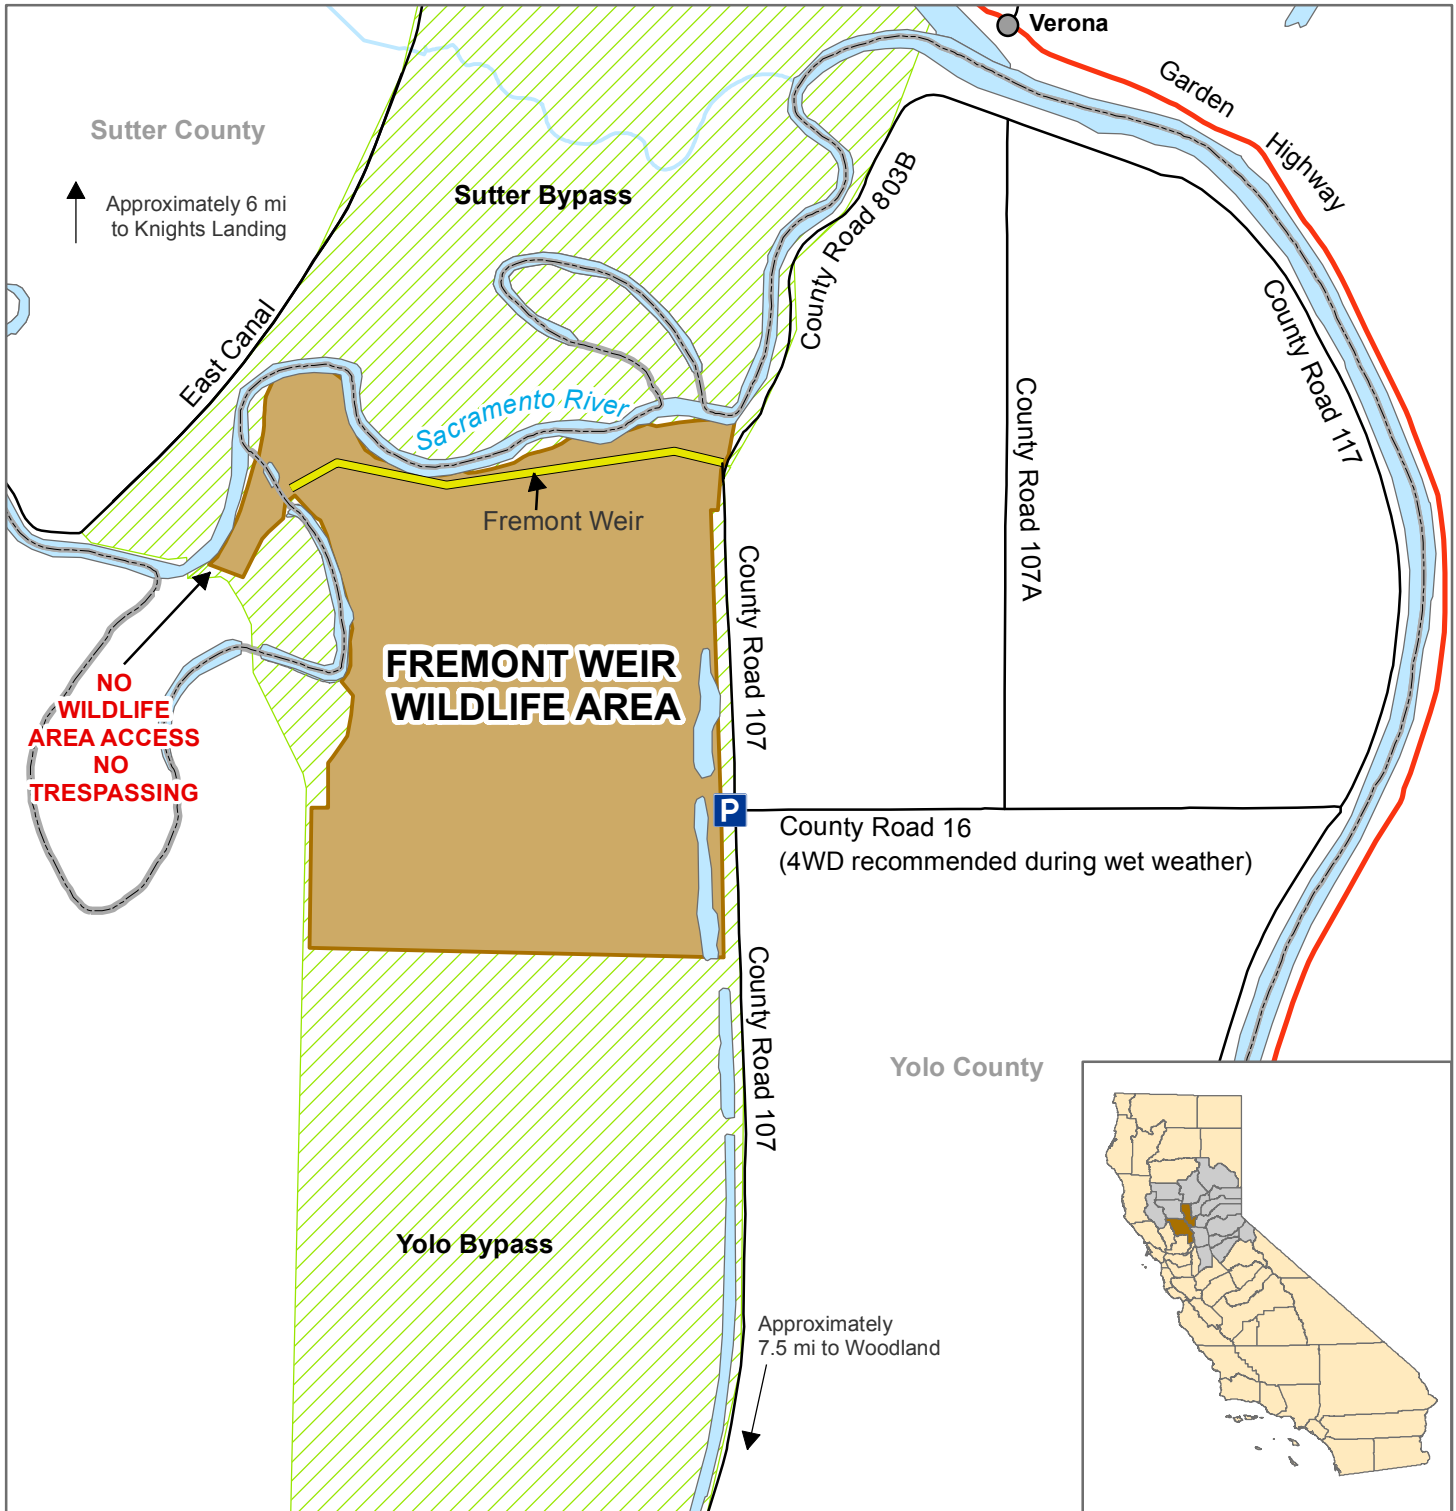 Verona
Garden
Highway
Sutter County
Approximately 6 mi
to Knights Landing
Sutter Bypass
County Road 803B
East Canal
Sacramento River
County Road 117
County Road 107A
Fremont Weir
County Road 107
FREMONT WEIR
WILDLIFE AREA
NO
WILDLIFE
AREA ACCESS
NO
TRESPASSING
P
County Road 16
(4WD recommended during wet weather)
County Road 107
Yolo County
Yolo Bypass
Approximately
7.5 mi to Woodland